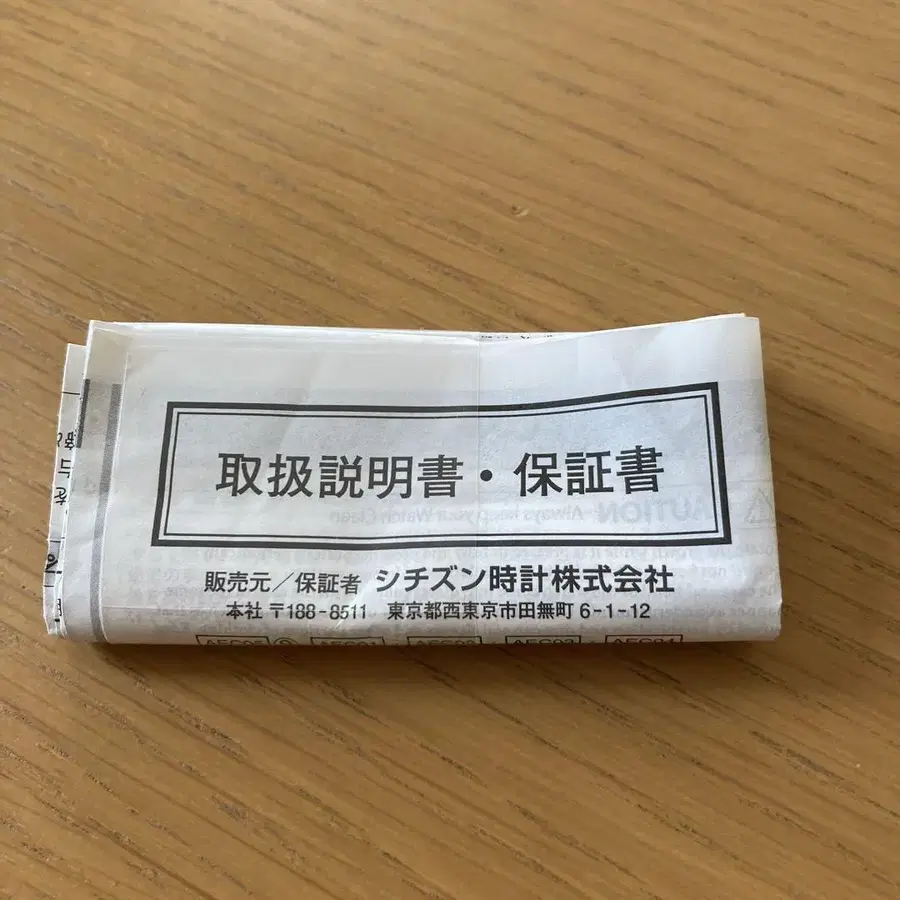 取扱説明書・保証書
販売元／保証者 シチズン時計株式会社
本社 〒188-8511 東京都西東京市田無町 6-1-12